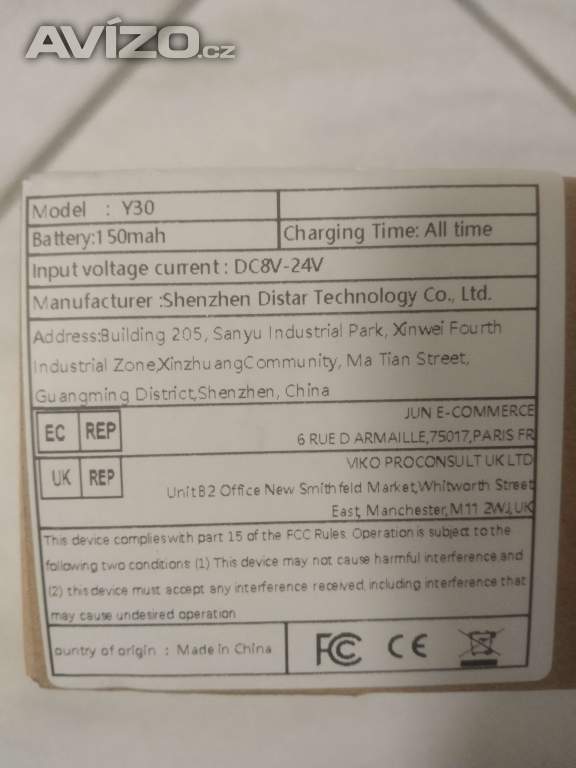 AVÍZO.cz
Model : Y30
Battery:150mah
Charging Time: All time
Input voltage current : DC8V-24V
Manufacturer :Shenzhen Distar Technology Co., Ltd.
Address:Building 205, Sanyu Industrial Park, Xinwei Fourth
Industrial Zone,XinzhuangCommunity, Ma Tian Street,
Guangming District,Shenzhen, China
EC REP
JUN E-COMMERCE
6 RUE D ARMAILLE,75017,PARIS FR
UK REP
VIKO PROCONSULT UK LTD
UnitB2 Office New Smithfeld Market,Whitworth Street
East, Manchester,M11 2WJ,UK
This device complies with part 15 of the FCC Rules. Operation is subject to the
following two conditions: (1) This device may not cause harmful interference,and
(2) this device must accept any interference received, including interference that
may cause undesired operation
ountry of origin : Made in China
FC CE